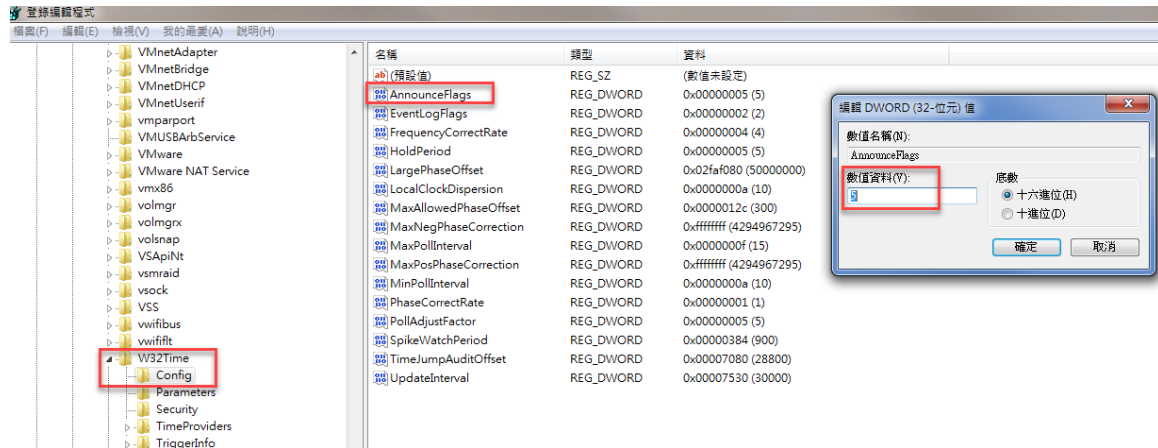 登錄編輯程式
檔案(F) 編輯(E) 檢視(V) 我的最愛(A) 說明(H)
VMnetAdapter
VMnetBridge
VMnetDHCP
VMnetUserif
vmparport
VMUSBArbService
VMware
VMware NAT Service
vmx86
volmgr
volmgrx
volsnap
VSApiNt
vsmraid
vsock
VSS
vwifibus
vwififlt
W32Time
Config
Parameters
Security
TimeProviders
TriggerInfo
名稱 類型 資料
(預設值) REG_SZ (數值未設定)
AnnounceFlags REG_DWORD 0x00000005 (5)
EventLogFlags REG_DWORD 0x00000002 (2)
FrequencyCorrectRate REG_DWORD 0x00000004 (4)
HoldPeriod REG_DWORD 0x00000005 (5)
LargePhaseOffset REG_DWORD 0x02faf080 (50000000)
LocalClockDispersion REG_DWORD 0x0000000a (10)
MaxAllowedPhaseOffset REG_DWORD 0x0000012c (300)
MaxNegPhaseCorrection REG_DWORD 0xffffffff (4294967295)
MaxPollInterval REG_DWORD 0x0000000f (15)
MaxPosPhaseCorrection REG_DWORD 0xffffffff (4294967295)
MinPollInterval REG_DWORD 0x0000000a (10)
PhaseCorrectRate REG_DWORD 0x00000001 (1)
PollAdjustFactor REG_DWORD 0x00000005 (5)
SpikeWatchPeriod REG_DWORD 0x00000384 (900)
TimeJumpAuditOffset REG_DWORD 0x00007080 (28800)
UpdateInterval REG_DWORD 0x00007530 (30000)
編輯 DWORD (32-位元) 值
數值名稱(N):
AnnounceFlags
數值資料(V): 底數
5 十六進位(H)
十進位(D)
確定 取消